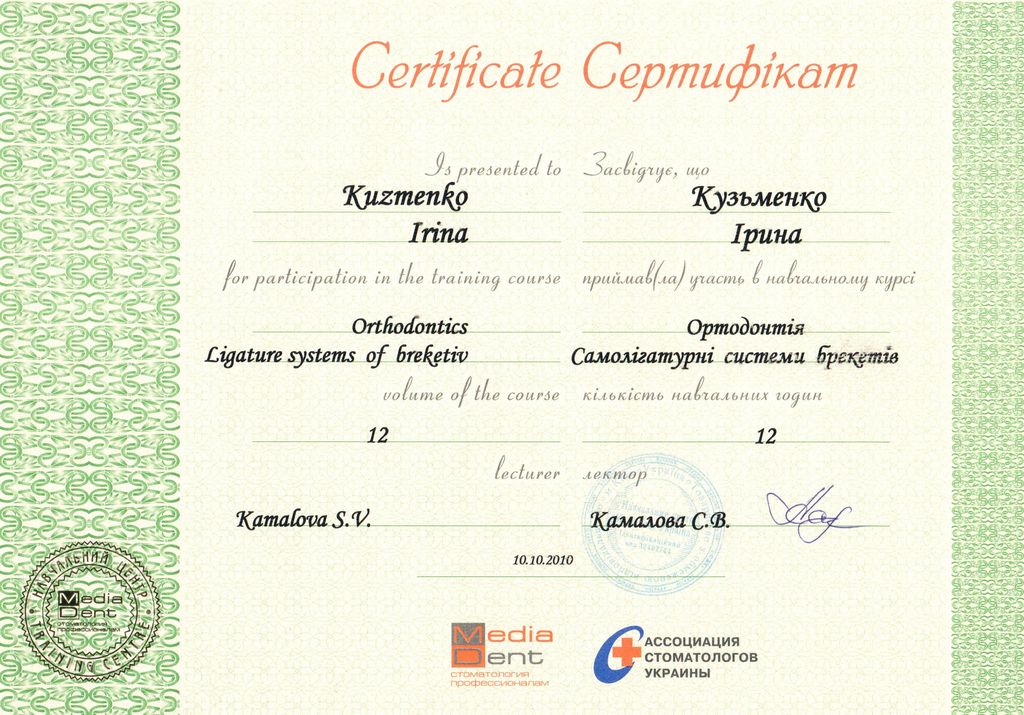 Certificate Сертифікат
Is presented to Засвідчує, що
Kuzmenko Кузьменко
Irina Ірина
for participation in the training course приймав(ла) участь в навчальному курсі
Orthodontics Ортодонтія
Ligature systems of breketiv Самолігатурні системи брекетів
volume of the course кількість навчальних годин
12 12
lecturer лектор
Kamalova S.V. Камалова С.В.
10.10.2010
НАВЧАЛЬНИЙ ЦЕНТР
Media
Dent
стоматология
профессионалам
TRAINING CENTRE
Media
Dent
стоматология
профессионалам
АССОЦИАЦИЯ
СТОМАТОЛОГОВ
УКРАИНЫ